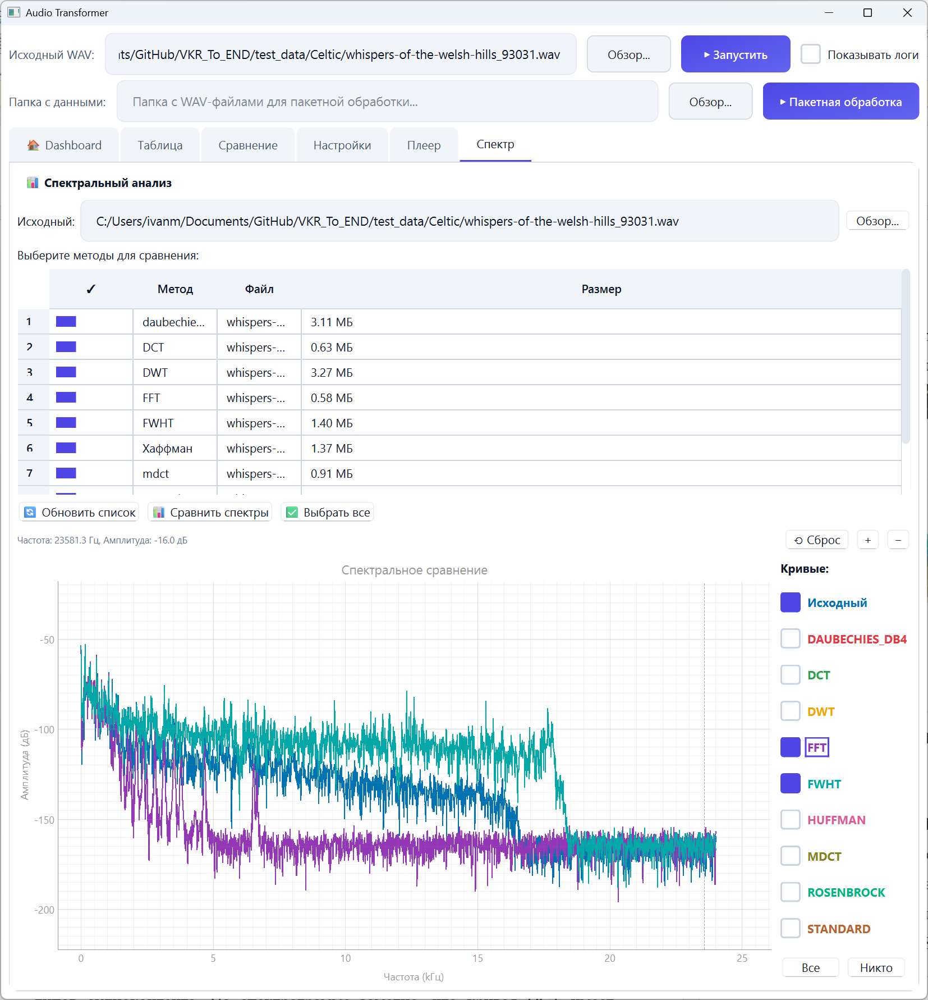 Audio Transformer
Исходный WAV: ıts/GitHub/VKR_To_END/test_data/Celtic/whispers-of-the-welsh-hills_93031.wav Обзор... ▶ Запустить Показывать логи
Папка с данными: Папка с WAV-файлами для пакетной обработки... Обзор... ▶ Пакетная обработка
Dashboard Таблица Сравнение Настройки Плеер Спектр
Спектральный анализ
Исходный: C:/Users/ivanm/Documents/GitHub/VKR_To_END/test_data/Celtic/whispers-of-the-welsh-hills_93031.wav Обзор...
Выберите методы для сравнения:
✓ Метод Файл Размер
1 daubechie... whispers-... 3.11 МБ
2 DCT whispers-... 0.63 МБ
3 DWT whispers-... 3.27 МБ
4 FFT whispers-... 0.58 МБ
5 FWHT whispers-... 1.40 МБ
6 Хаффман whispers-... 1.37 МБ
7 mdct whispers-... 0.91 МБ
Обновить список Сравнить спектры Выбрать все
Частота: 23581.3 Гц, Амплитуда: -16.0 дБ
⟲ Сброс + −
Спектральное сравнение
Амплитуда (дБ)
-50
-100
-150
-200
0 5 10 15 20 25
Частота (kГц)
Кривые:
Исходный
DAUBECHIES_DB4
DCT
DWT
FFT
FWHT
HUFFMAN
MDCT
ROSENBROCK
STANDARD
Все Никто